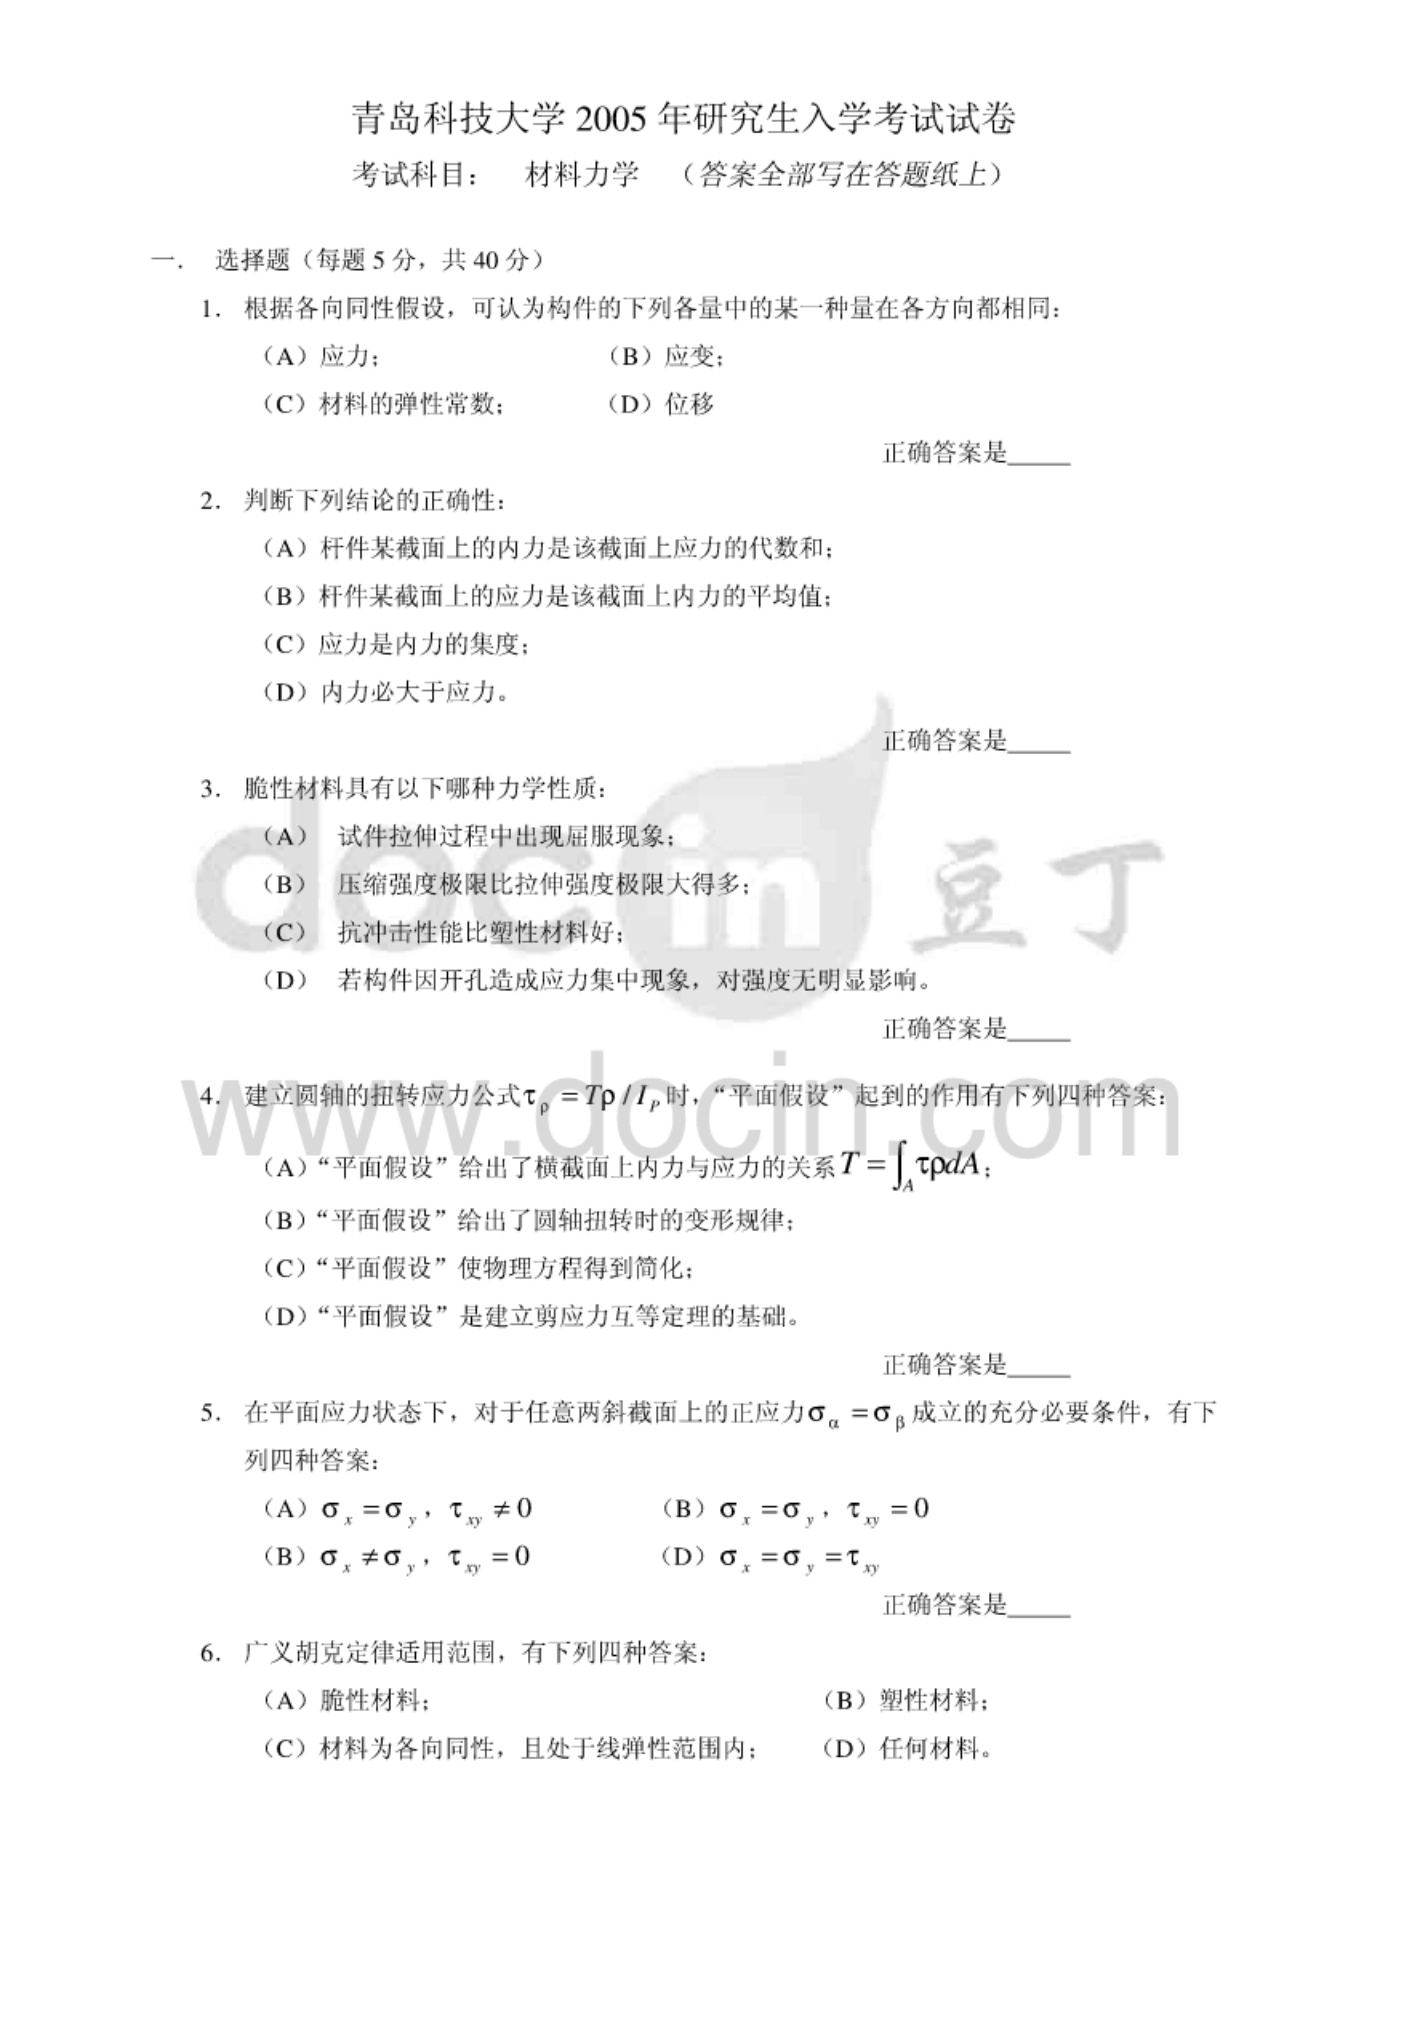 青岛科技大学 2005 年研究生入学考试试卷
考试科目： 材料力学 （答案全部写在答题纸上）
一． 选择题（每题 5 分，共 40 分）
1． 根据各向同性假设，可认为构件的下列各量中的某一种量在各方向都相同：
（A）应力； （B）应变；
（C）材料的弹性常数； （D）位移
正确答案是_____
2． 判断下列结论的正确性：
（A）杆件某截面上的内力是该截面上应力的代数和；
（B）杆件某截面上的应力是该截面上内力的平均值；
（C）应力是内力的集度；
（D）内力必大于应力。
正确答案是_____
3． 脆性材料具有以下哪种力学性质：
（A） 试件拉伸过程中出现屈服现象；
（B） 压缩强度极限比拉伸强度极限大得多；
（C） 抗冲击性能比塑性材料好；
（D） 若构件因开孔造成应力集中现象，对强度无明显影响。
正确答案是_____
docin 豆丁
www.docin.com
4． 建立圆轴的扭转应力公式 τ_ρ = Tρ / I_P 时，“平面假设”起到的作用有下列四种答案：
（A）“平面假设”给出了横截面上内力与应力的关系 T = ∫_A τρdA；
（B）“平面假设”给出了圆轴扭转时的变形规律；
（C）“平面假设”使物理方程得到简化；
（D）“平面假设”是建立剪应力互等定理的基础。
正确答案是_____
5． 在平面应力状态下，对于任意两斜截面上的正应力 σ_α = σ_β 成立的充分必要条件，有下
列四种答案：
（A）σ_x = σ_y，τ_xy ≠ 0 （B）σ_x = σ_y，τ_xy = 0
（B）σ_x ≠ σ_y，τ_xy = 0 （D）σ_x = σ_y = τ_xy
正确答案是_____
6． 广义胡克定律适用范围，有下列四种答案：
（A）脆性材料； （B）塑性材料；
（C）材料为各向同性，且处于线弹性范围内； （D）任何材料。